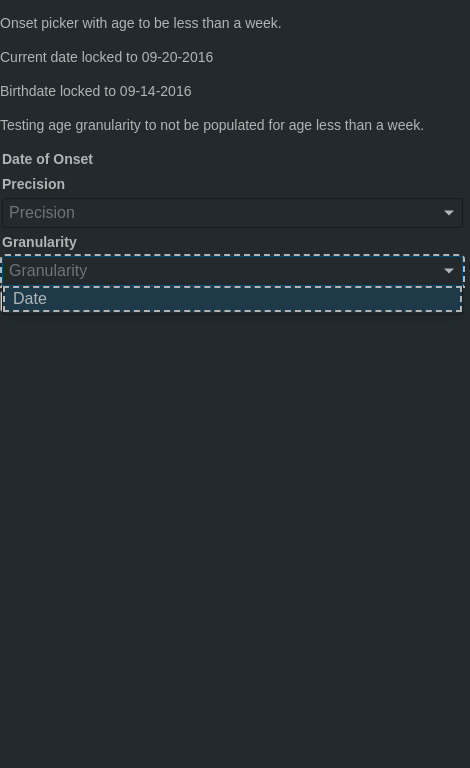 Onset picker with age to be less than a week.
Current date locked to 09-20-2016
Birthdate locked to 09-14-2016
Testing age granularity to not be populated for age less than a week.
Date of Onset
Precision
Precision
Granularity
Granularity
Date